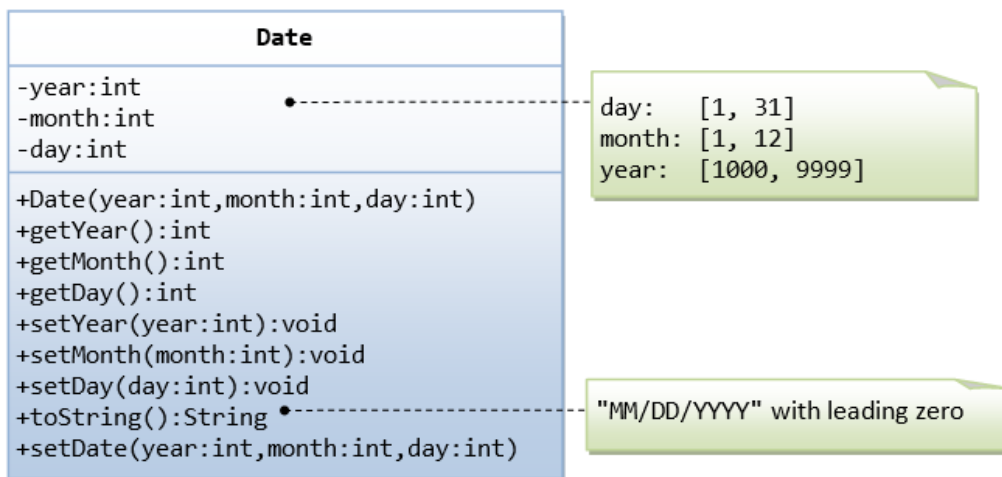 Date
-year:int
-month:int
-day:int
+Date(year:int,month:int,day:int)
+getYear():int
+getMonth():int
+getDay():int
+setYear(year:int):void
+setMonth(month:int):void
+setDay(day:int):void
+toString():String
+setDate(year:int,month:int,day:int)
day: [1, 31]
month: [1, 12]
year: [1000, 9999]
"MM/DD/YYYY" with leading zero